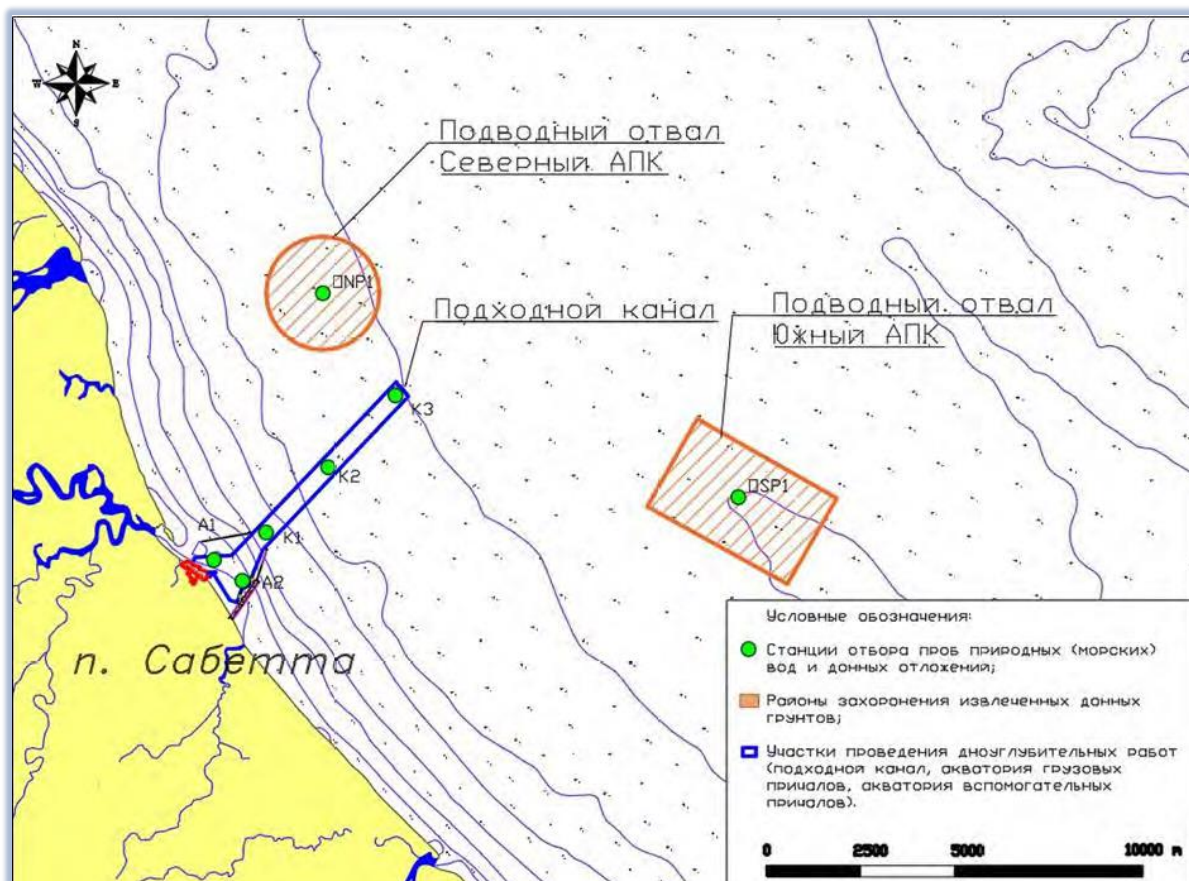 N
W E
S
Подводный отвал
Северный АПК
□NP1
Подходной канал
Подводный отвал
Южный АПК
K3
K2
□SP1
A1
K1
A2
п. Сабетта
Условные обозначения:
Станции отбора проб природных (морских)
вод и донных отложений;
Районы захоронения извлеченных донных
грунтов;
Участки проведения дноуглубительных работ
(подходной канал, акватория грузовых
причалов, акватория вспомогательных
причалов).
0 2500 5000 10000 м